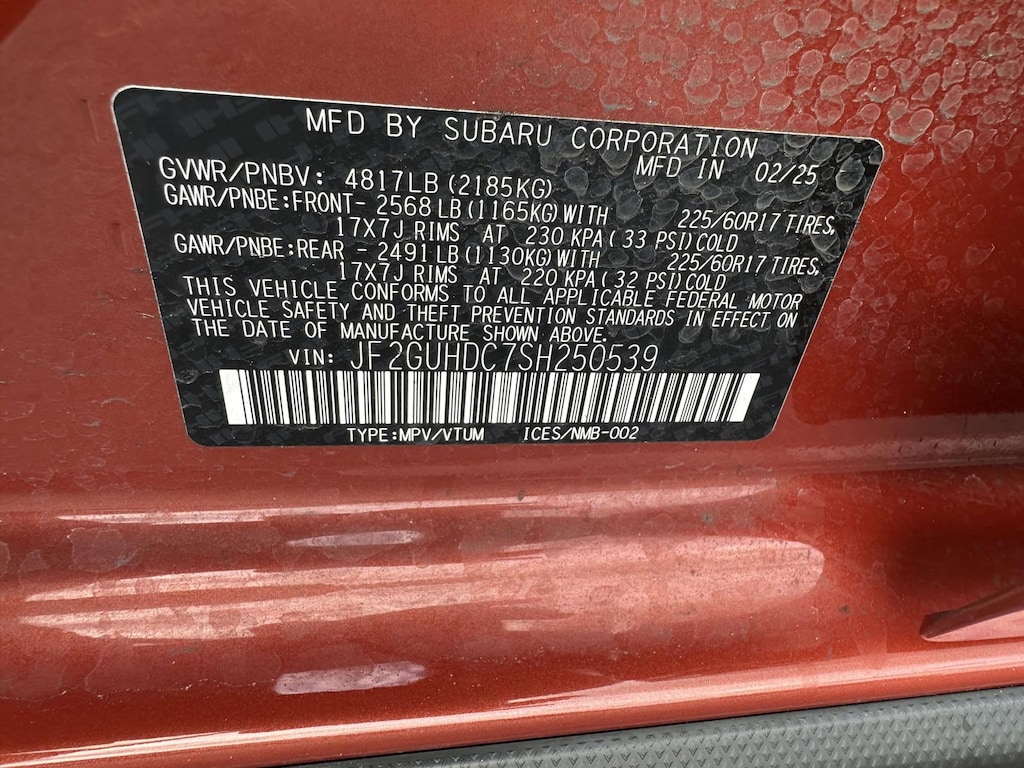 MFD BY SUBARU CORPORATION
MFD IN 02/25
GVWR/PNBV: 4817LB (2185KG)
GAWR/PNBE:FRONT- 2568 LB (1165KG) WITH 225/60R17 TIRES,
17X7J RIMS AT 230 KPA ( 33 PSI) COLD
GAWR/PNBE:REAR - 2491 LB (1130KG) WITH 225/60R17 TIRES,
17X7J RIMS AT 220 KPA ( 32 PSI) COLD
THIS VEHICLE CONFORMS TO ALL APPLICABLE FEDERAL MOTOR
VEHICLE SAFETY AND THEFT PREVENTION STANDARDS IN EFFECT ON
THE DATE OF MANUFACTURE SHOWN ABOVE.
VIN: JF2GUHDC7SH250539
TYPE:MPV/VTUM ICES/NMB-002